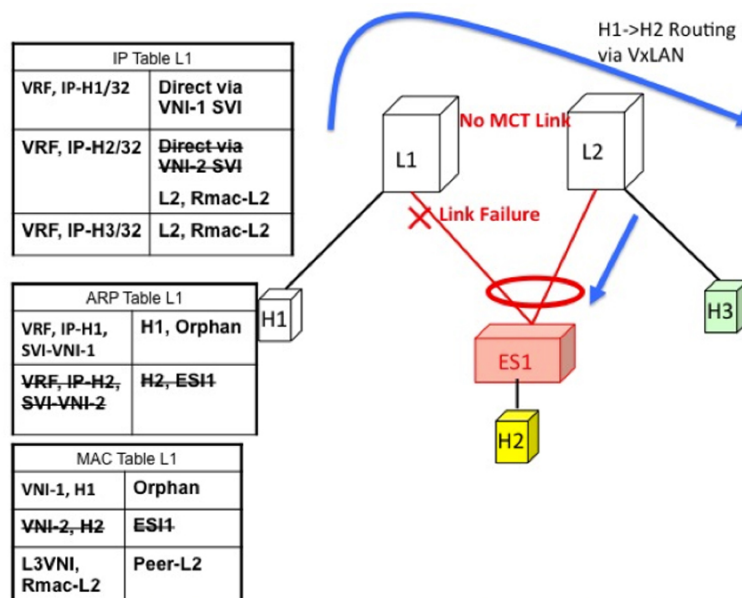 H1->H2 Routing
via VxLAN
IP Table L1
VRF, IP-H1/32
Direct via
VNI-1 SVI
VRF, IP-H2/32
Direct via
VNI-2 SVI
L2, Rmac-L2
VRF, IP-H3/32
L2, Rmac-L2
No MCT Link
L1
L2
Link Failure
ARP Table L1
VRF, IP-H1,
SVI-VNI-1
H1, Orphan
VRF, IP-H2,
SVI-VNI-2
H2, ESI1
H1
H3
ES1
H2
MAC Table L1
VNI-1, H1
Orphan
VNI-2, H2
ESI1
L3VNI,
Rmac-L2
Peer-L2